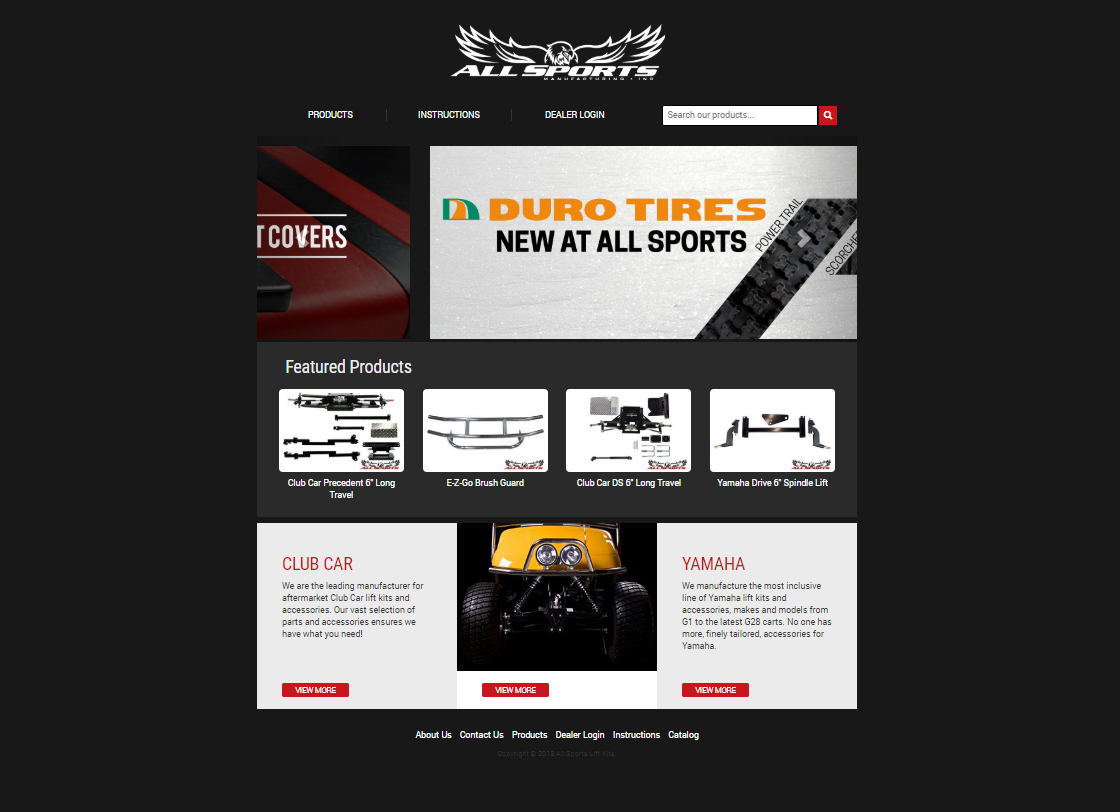 ALL SPORTS
MANUFACTURING • INC
PRODUCTS
INSTRUCTIONS
DEALER LOGIN
Search our products...
T COVERS
DURO TIRES
NEW AT ALL SPORTS
POWER TRAIL
SCORCHE
Featured Products
Club Car Precedent 6" Long
Travel
E-Z-Go Brush Guard
Club Car DS 6" Long Travel
Yamaha Drive 6" Spindle Lift
CLUB CAR
We are the leading manufacturer for
aftermarket Club Car lift kits and
accessories. Our vast selection of
parts and accessories ensures we
have what you need!
VIEW MORE
VIEW MORE
YAMAHA
We manufacture the most inclusive
line of Yamaha lift kits and
accessories, makes and models from
G1 to the latest G28 carts. No one has
more, finely tailored, accessories for
Yamaha.
VIEW MORE
About Us Contact Us Products Dealer Login Instructions Catalog
Copyright © 2018 All Sports Lift Kits.